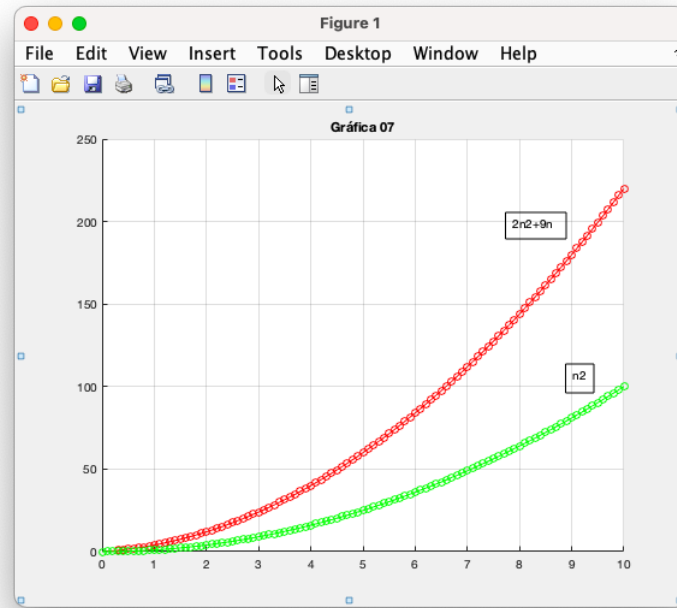 Figure 1
File Edit View Insert Tools Desktop Window Help
Gráfica 07
250
200
150
100
50
0
2n2+9n
n2
0 1 2 3 4 5 6 7 8 9 10